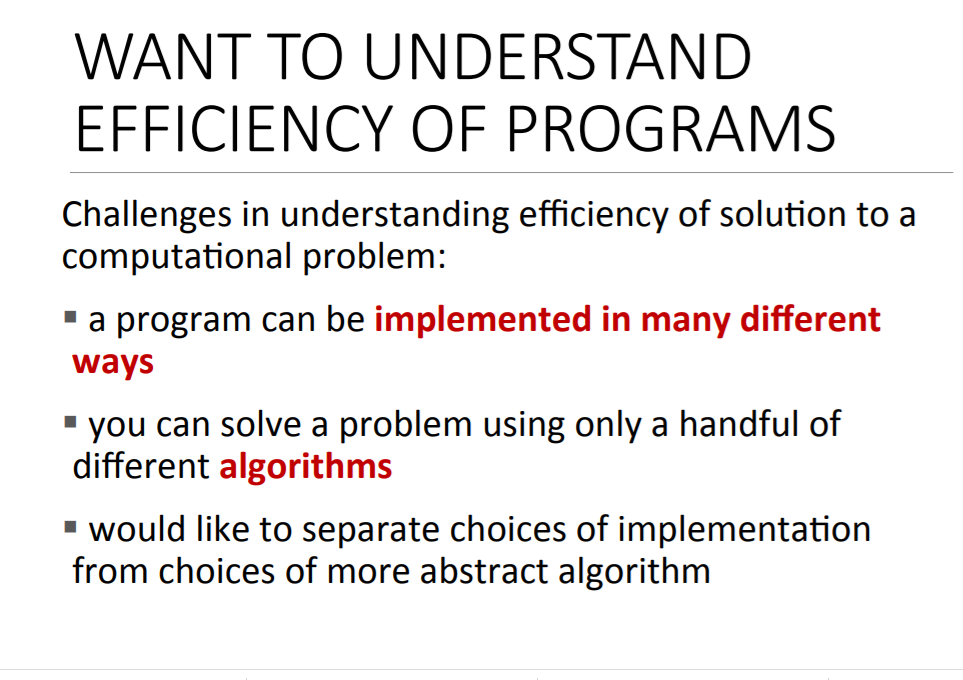 WANT TO UNDERSTAND
EFFICIENCY OF PROGRAMS
Challenges in understanding efficiency of solution to a
computational problem:
▪ a program can be implemented in many different
ways
▪ you can solve a problem using only a handful of
different algorithms
▪ would like to separate choices of implementation
from choices of more abstract algorithm